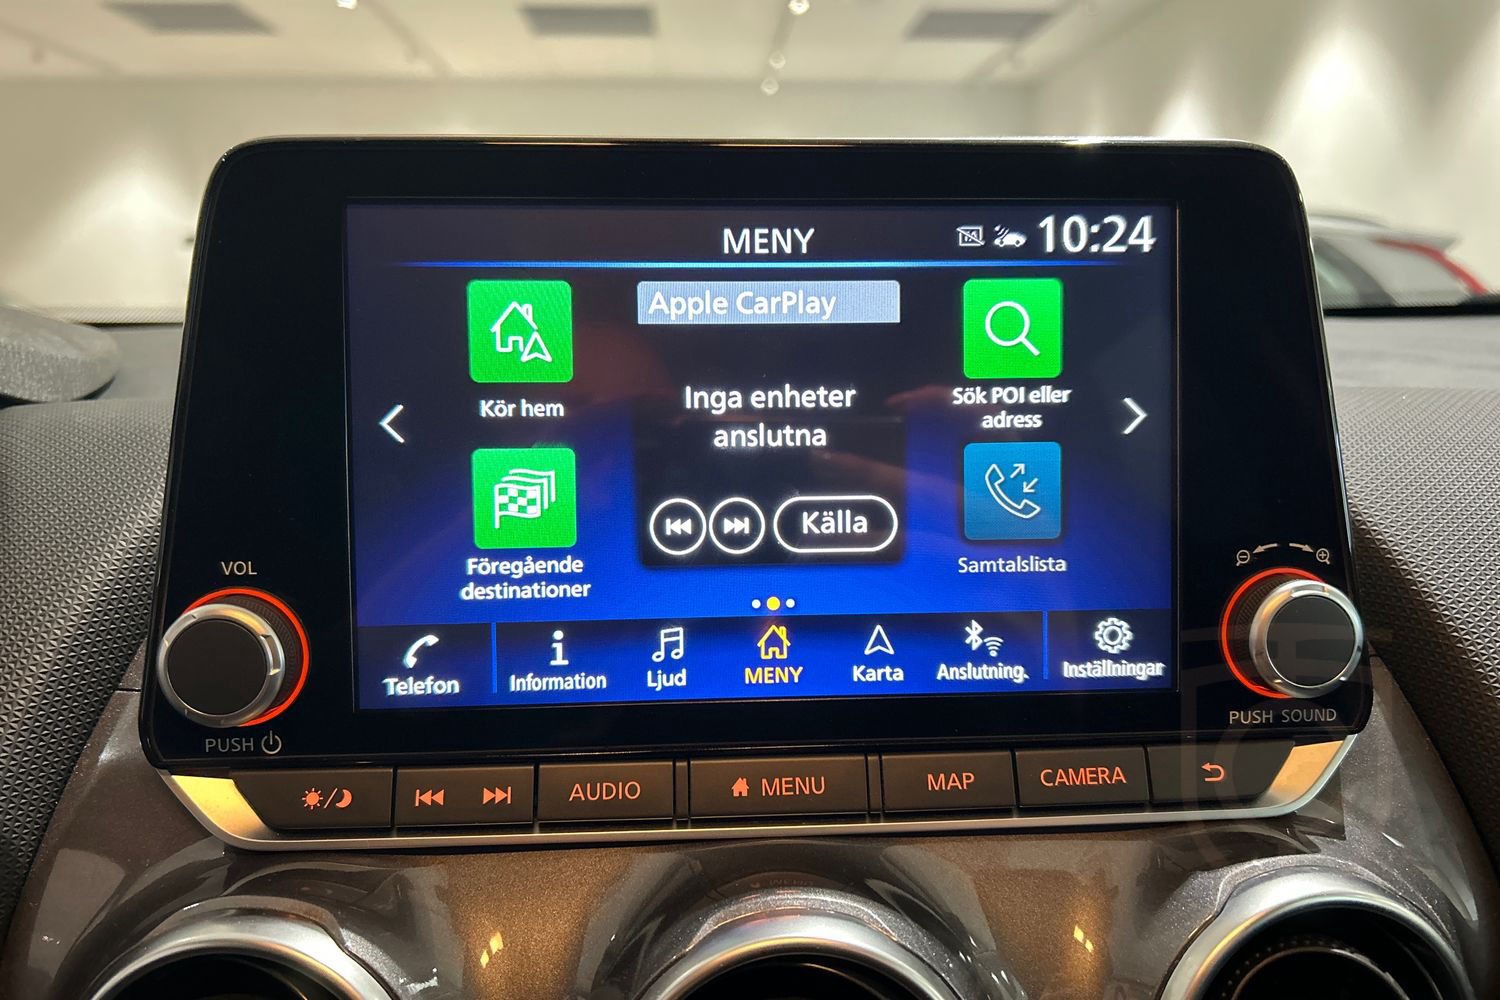 MENY
10:24
Apple CarPlay
Kör hem
Inga enheter
anslutna
Sök POI eller
adress
Källa
Föregående
destinationer
Samtalslista
Telefon
Information
Ljud
MENY
Karta
Anslutning.
Inställningar
VOL
PUSH
PUSH SOUND
AUDIO
MENU
MAP
CAMERA